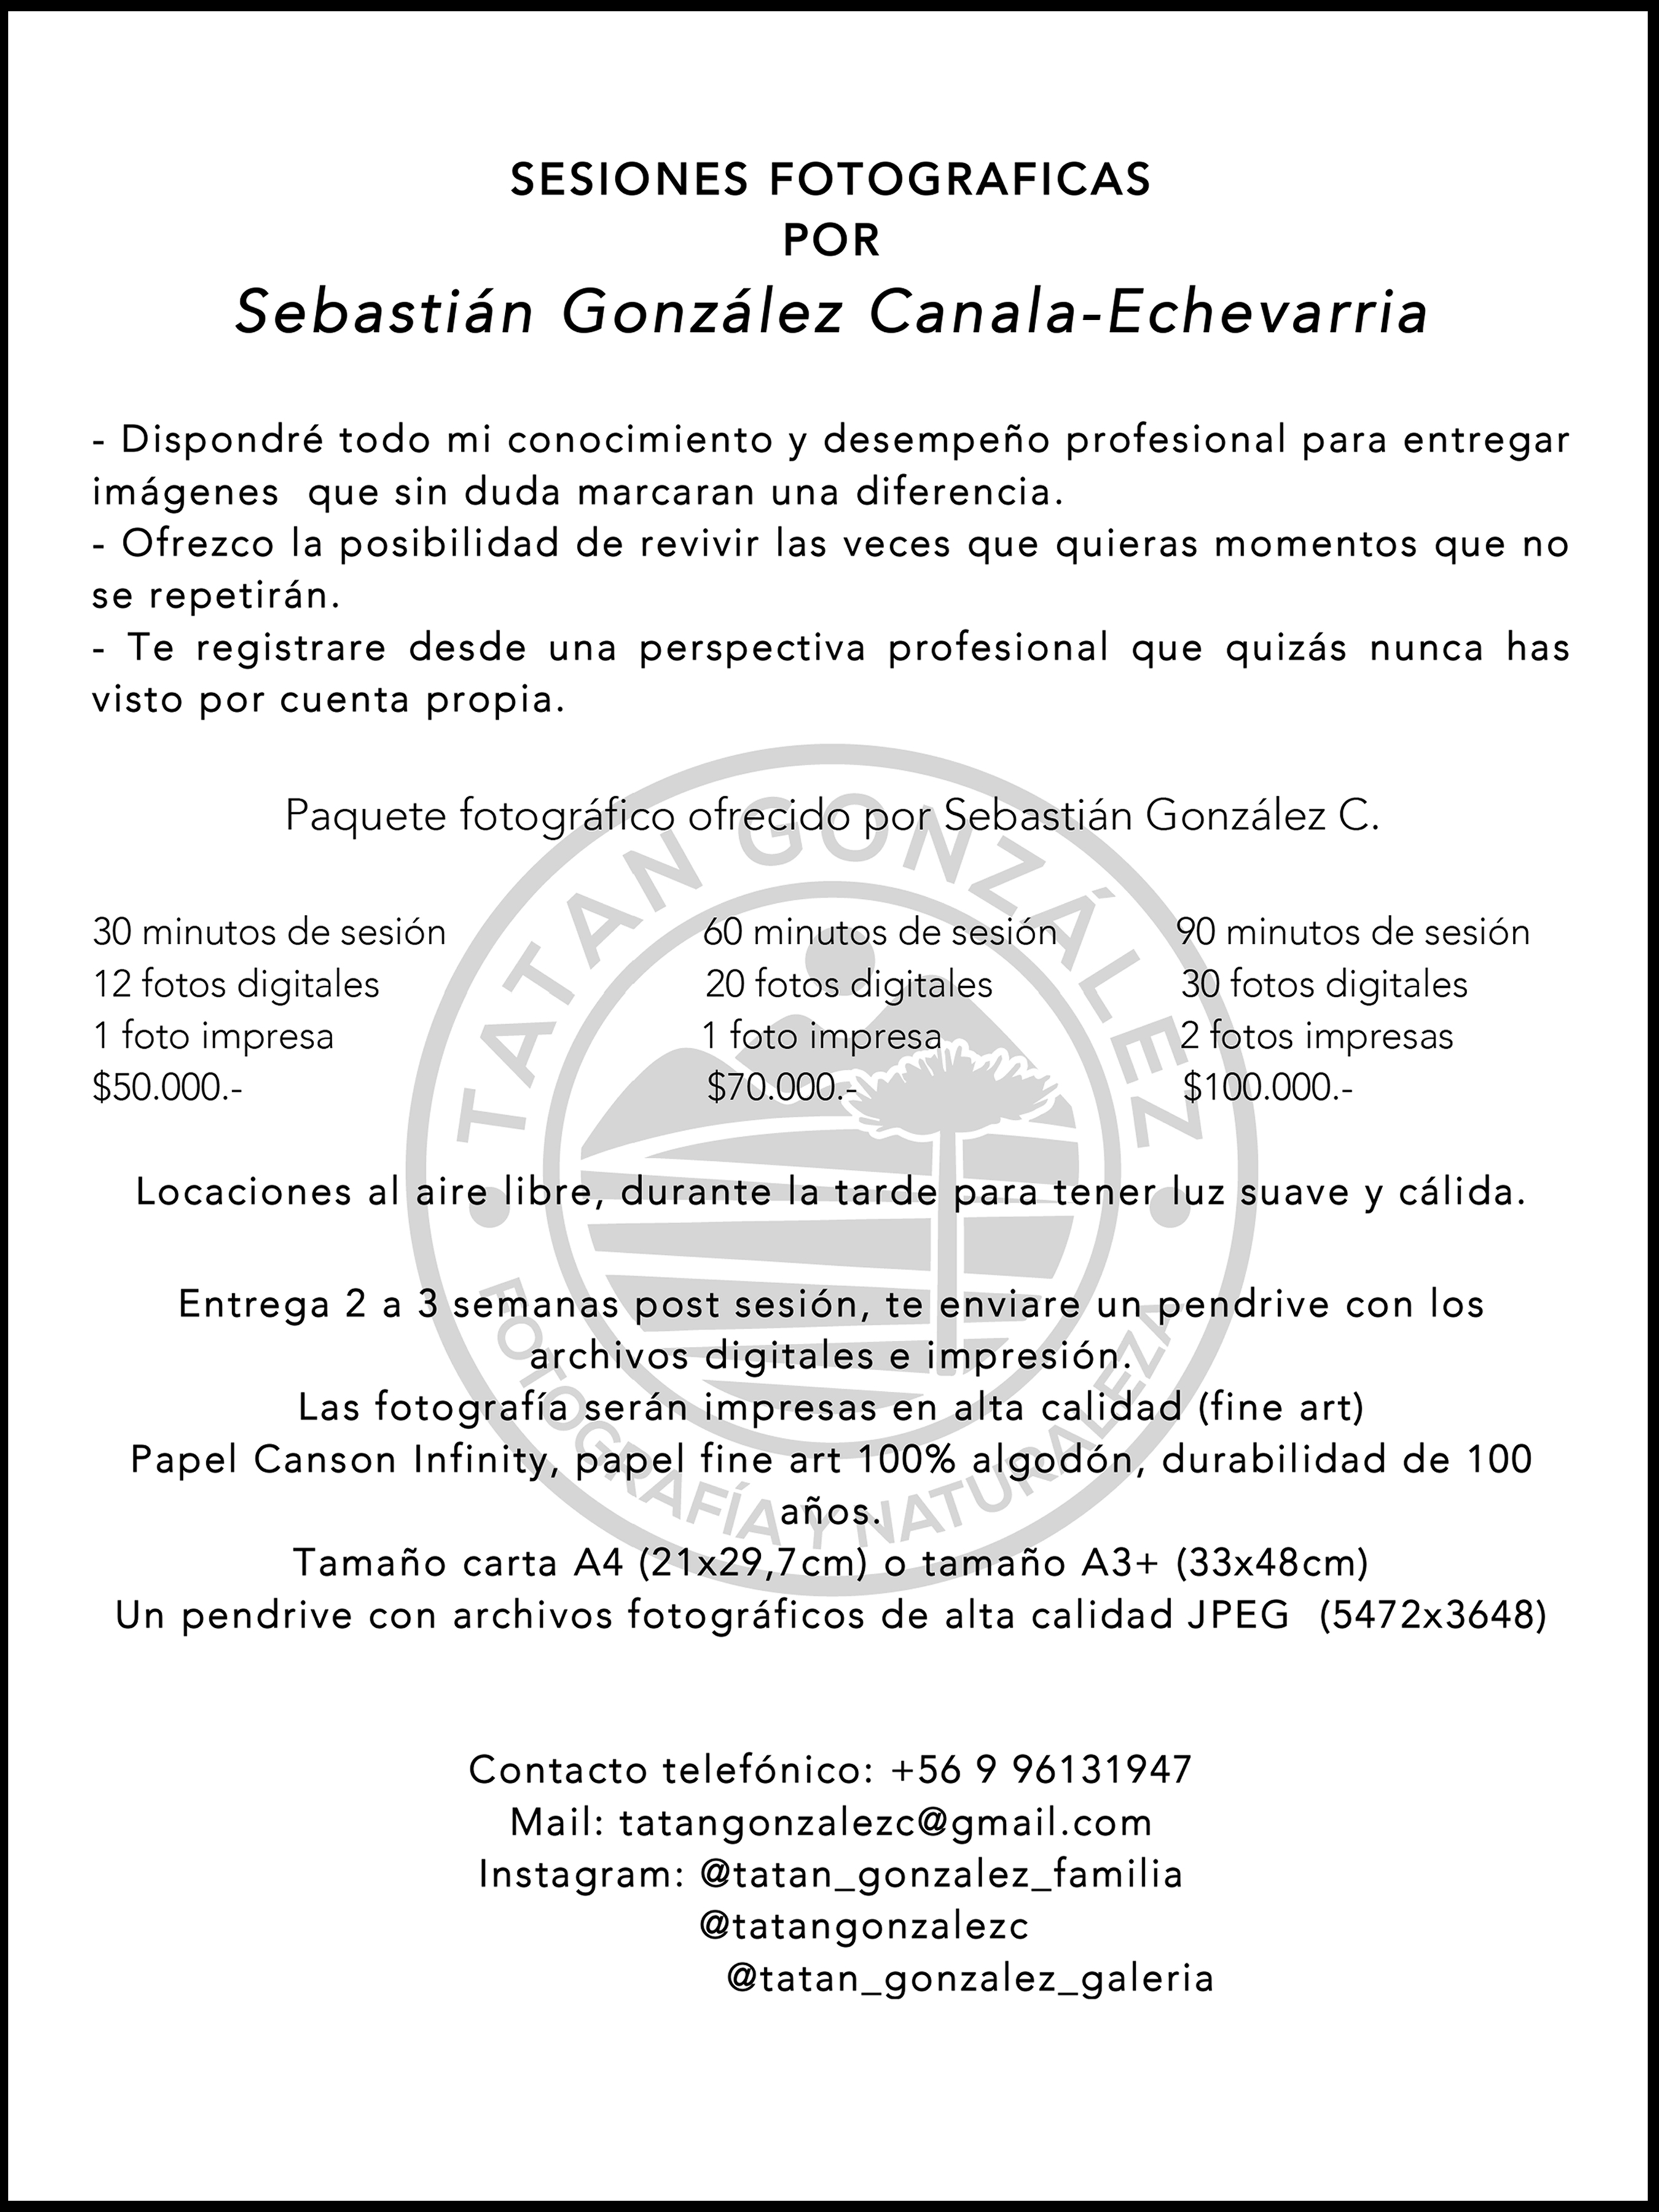 SESIONES FOTOGRAFICAS
POR
Sebastián González Canala-Echevarria
- Dispondré todo mi conocimiento y desempeño profesional para entregar
imágenes que sin duda marcaran una diferencia.
- Ofrezco la posibilidad de revivir las veces que quieras momentos que no
se repetirán.
- Te registrare desde una perspectiva profesional que quizás nunca has
visto por cuenta propia.
Paquete fotográfico ofrecido por Sebastián González C.
TATAN GONZÁLEZ
30 minutos de sesión
12 fotos digitales
1 foto impresa
$50.000.-
60 minutos de sesión
20 fotos digitales
1 foto impresa
$70.000.-
90 minutos de sesión
30 fotos digitales
2 fotos impresas
$100.000.-
Locaciones al aire libre, durante la tarde para tener luz suave y cálida.
Entrega 2 a 3 semanas post sesión, te enviare un pendrive con los
archivos digitales e impresión.
Las fotografía serán impresas en alta calidad (fine art)
Papel Canson Infinity, papel fine art 100% algodón, durabilidad de 100
años.
FOTOGRAFÍA Y NATURALEZA
Tamaño carta A4 (21x29,7cm) o tamaño A3+ (33x48cm)
Un pendrive con archivos fotográficos de alta calidad JPEG (5472x3648)
Contacto telefónico: +56 9 96131947
Mail: tatangonzalezc@gmail.com
Instagram: @tatan_gonzalez_familia
@tatangonzalezc
@tatan_gonzalez_galeria